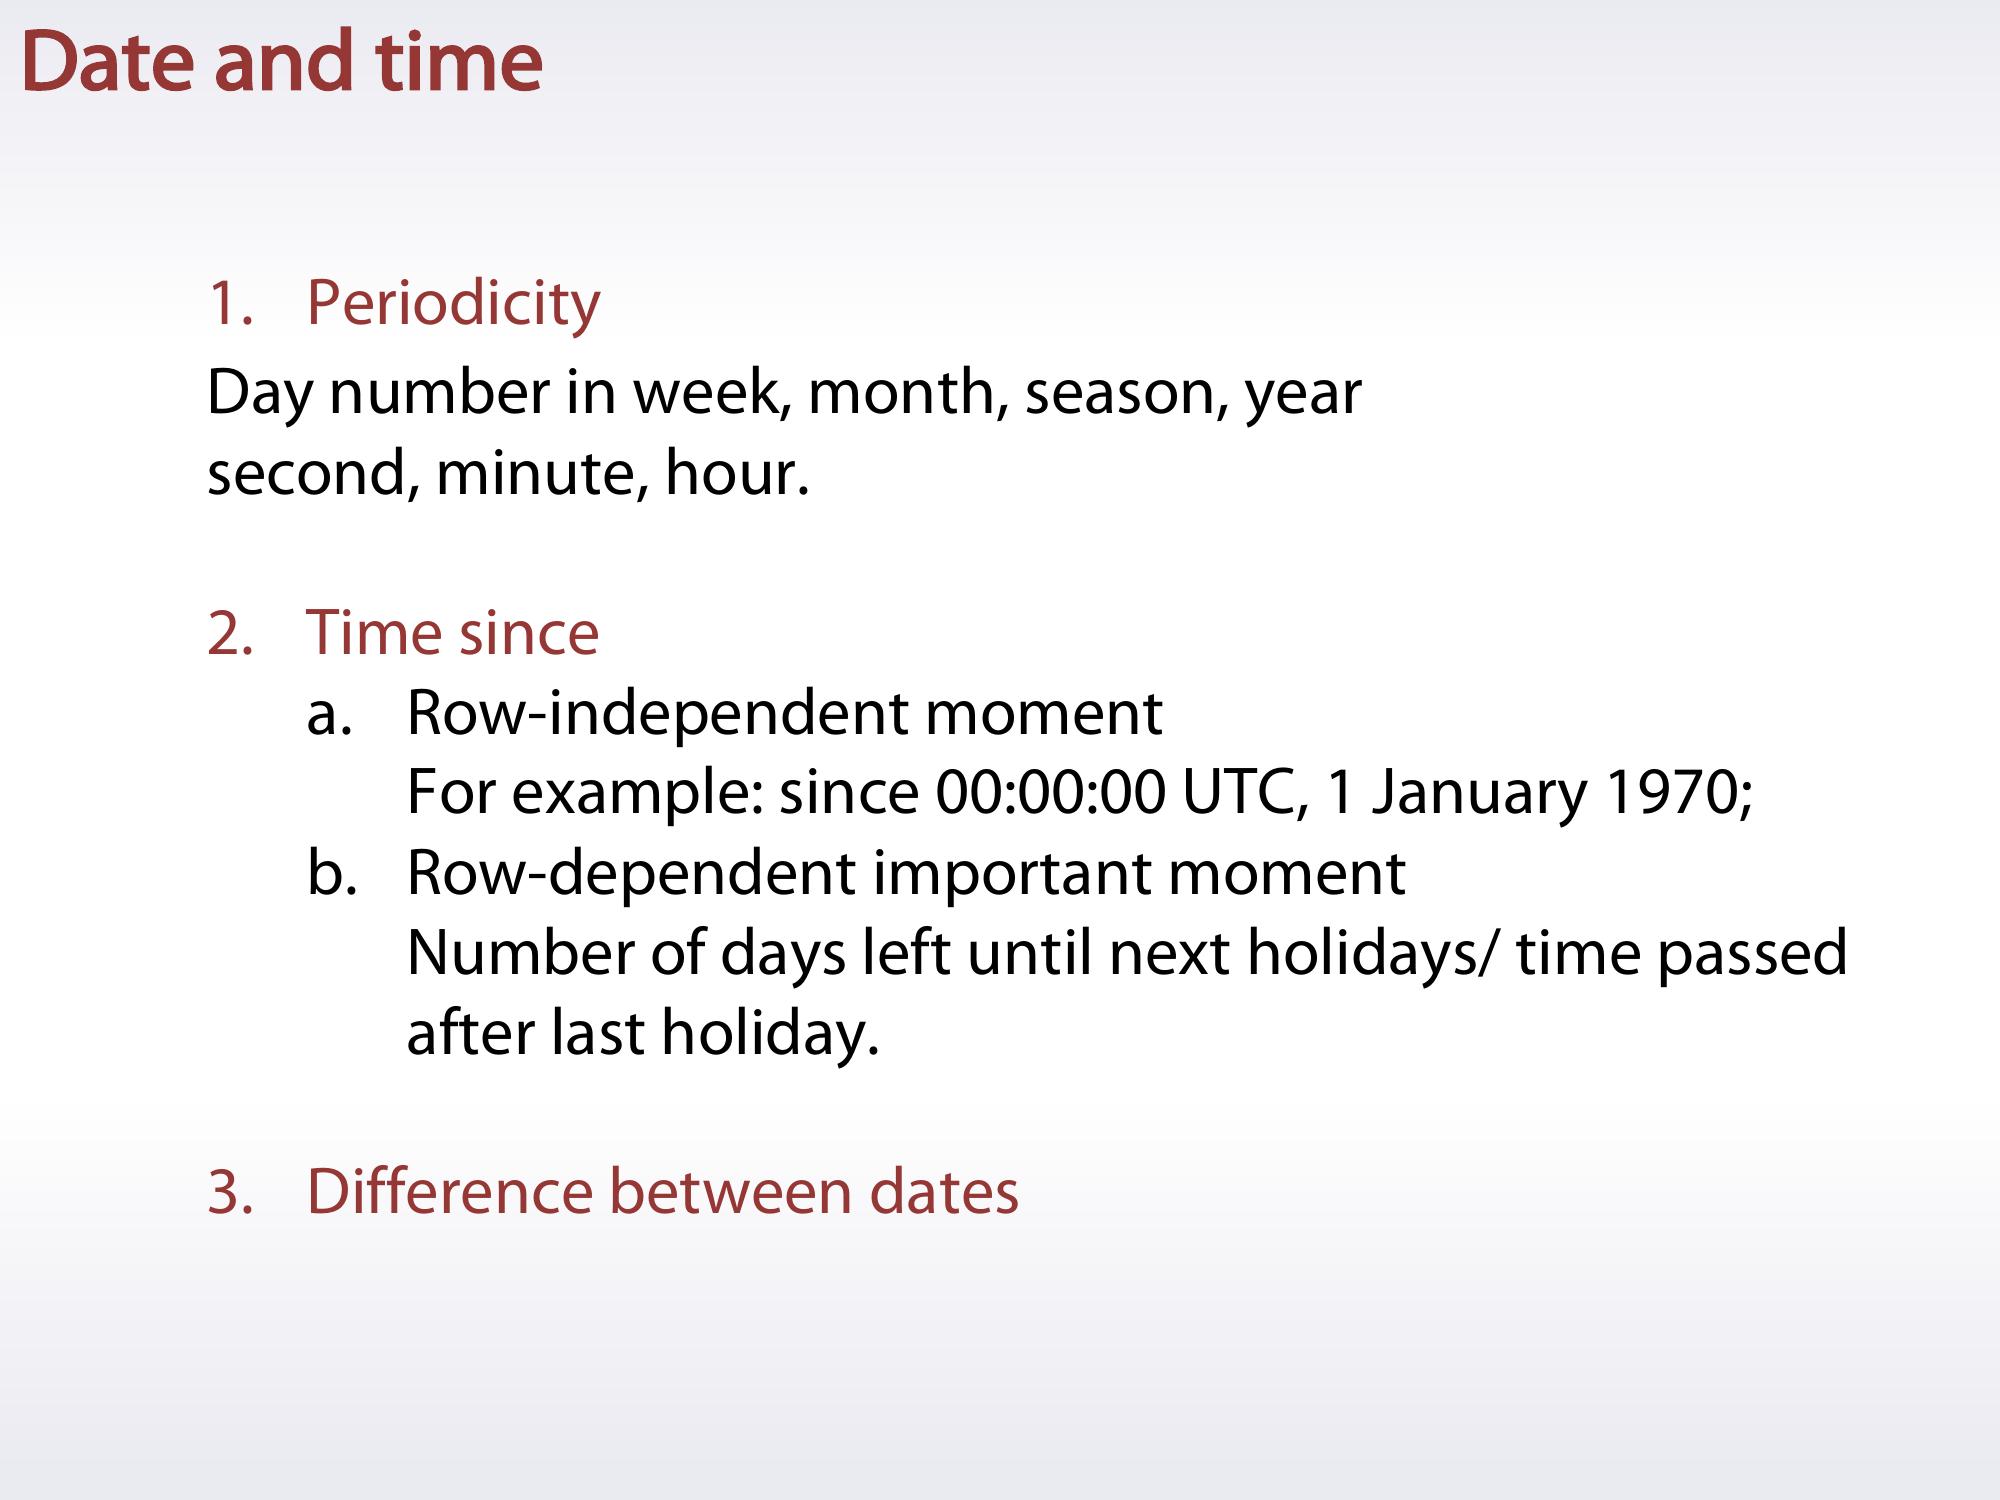 Date and time
1. Periodicity
Day number in week, month, season, year
second, minute, hour.
2. Time since
a. Row-independent moment
For example: since 00:00:00 UTC, 1 January 1970;
b. Row-dependent important moment
Number of days left until next holidays/ time passed
after last holiday.
3. Difference between dates